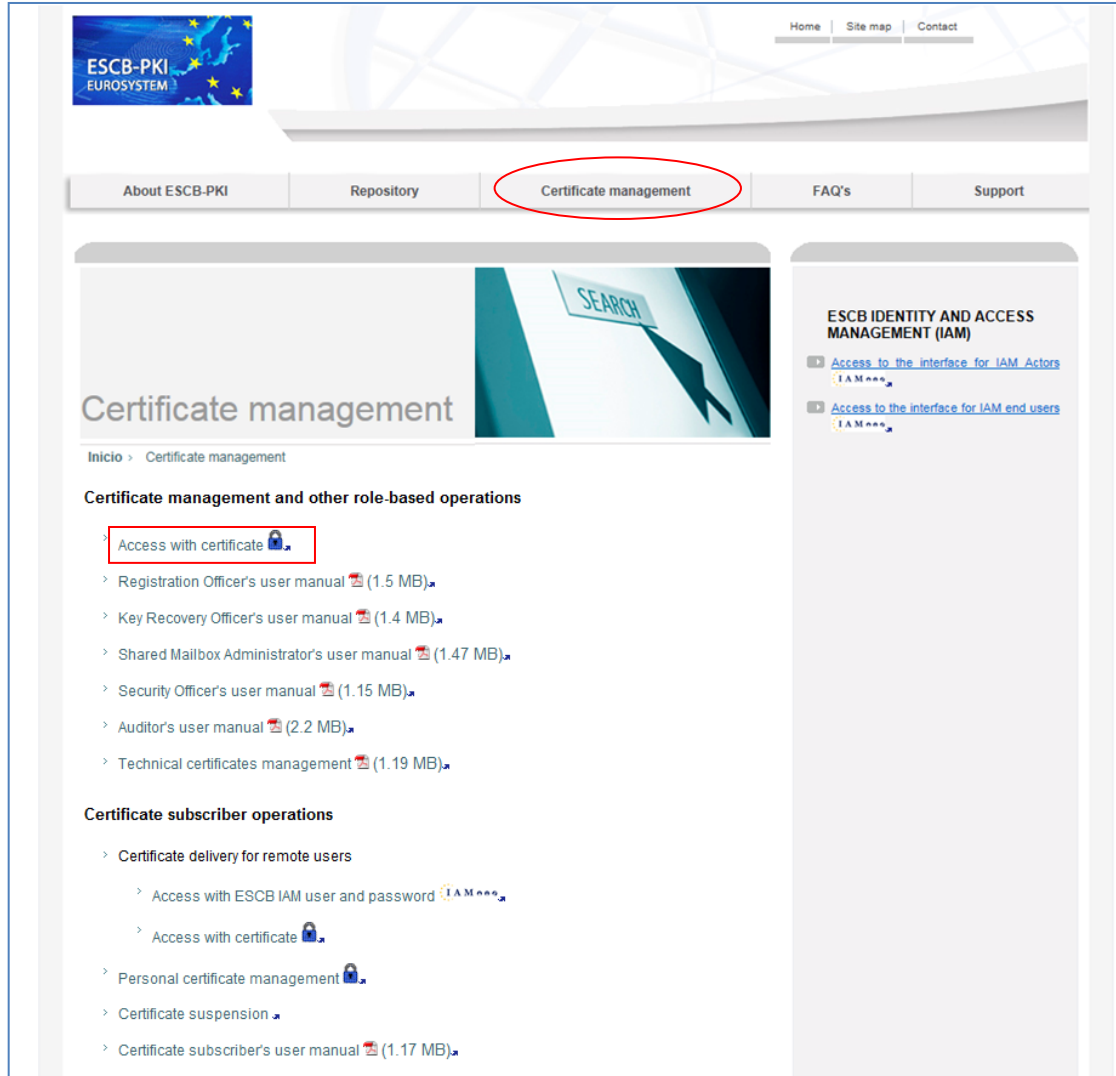 ESCB-PKI
EUROSYSTEM
Home | Site map | Contact
About ESCB-PKI
Repository
Certificate management
FAQ's
Support
SEARCH
Certificate management
ESCB IDENTITY AND ACCESS
MANAGEMENT (IAM)
Access to the interface for IAM Actors
IAM
Access to the interface for IAM end users
IAM
Inicio > Certificate management
Certificate management and other role-based operations
Access with certificate
Registration Officer's user manual (1.5 MB)
Key Recovery Officer's user manual (1.4 MB)
Shared Mailbox Administrator's user manual (1.47 MB)
Security Officer's user manual (1.15 MB)
Auditor's user manual (2.2 MB)
Technical certificates management (1.19 MB)
Certificate subscriber operations
Certificate delivery for remote users
Access with ESCB IAM user and password IAM
Access with certificate
Personal certificate management
Certificate suspension
Certificate subscriber's user manual (1.17 MB)